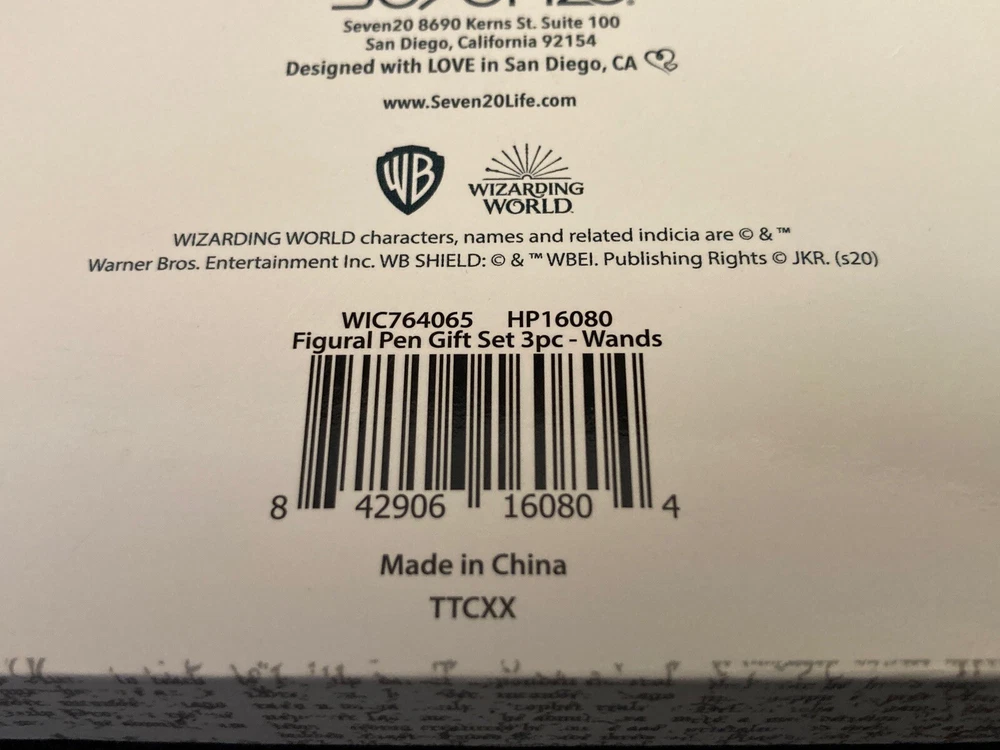 Seven20 8690 Kerns St. Suite 100
San Diego, California 92154
Designed with LOVE in San Diego, CA
www.Seven20Life.com
WB
WIZARDING
WORLD.
WIZARDING WORLD characters, names and related indicia are © & ™
Warner Bros. Entertainment Inc. WB SHIELD: © & ™ WBEI. Publishing Rights © JKR. (s20)
WIC764065 HP16080
Figural Pen Gift Set 3pc - Wands
8 42906 16080 4
Made in China
TTCXX